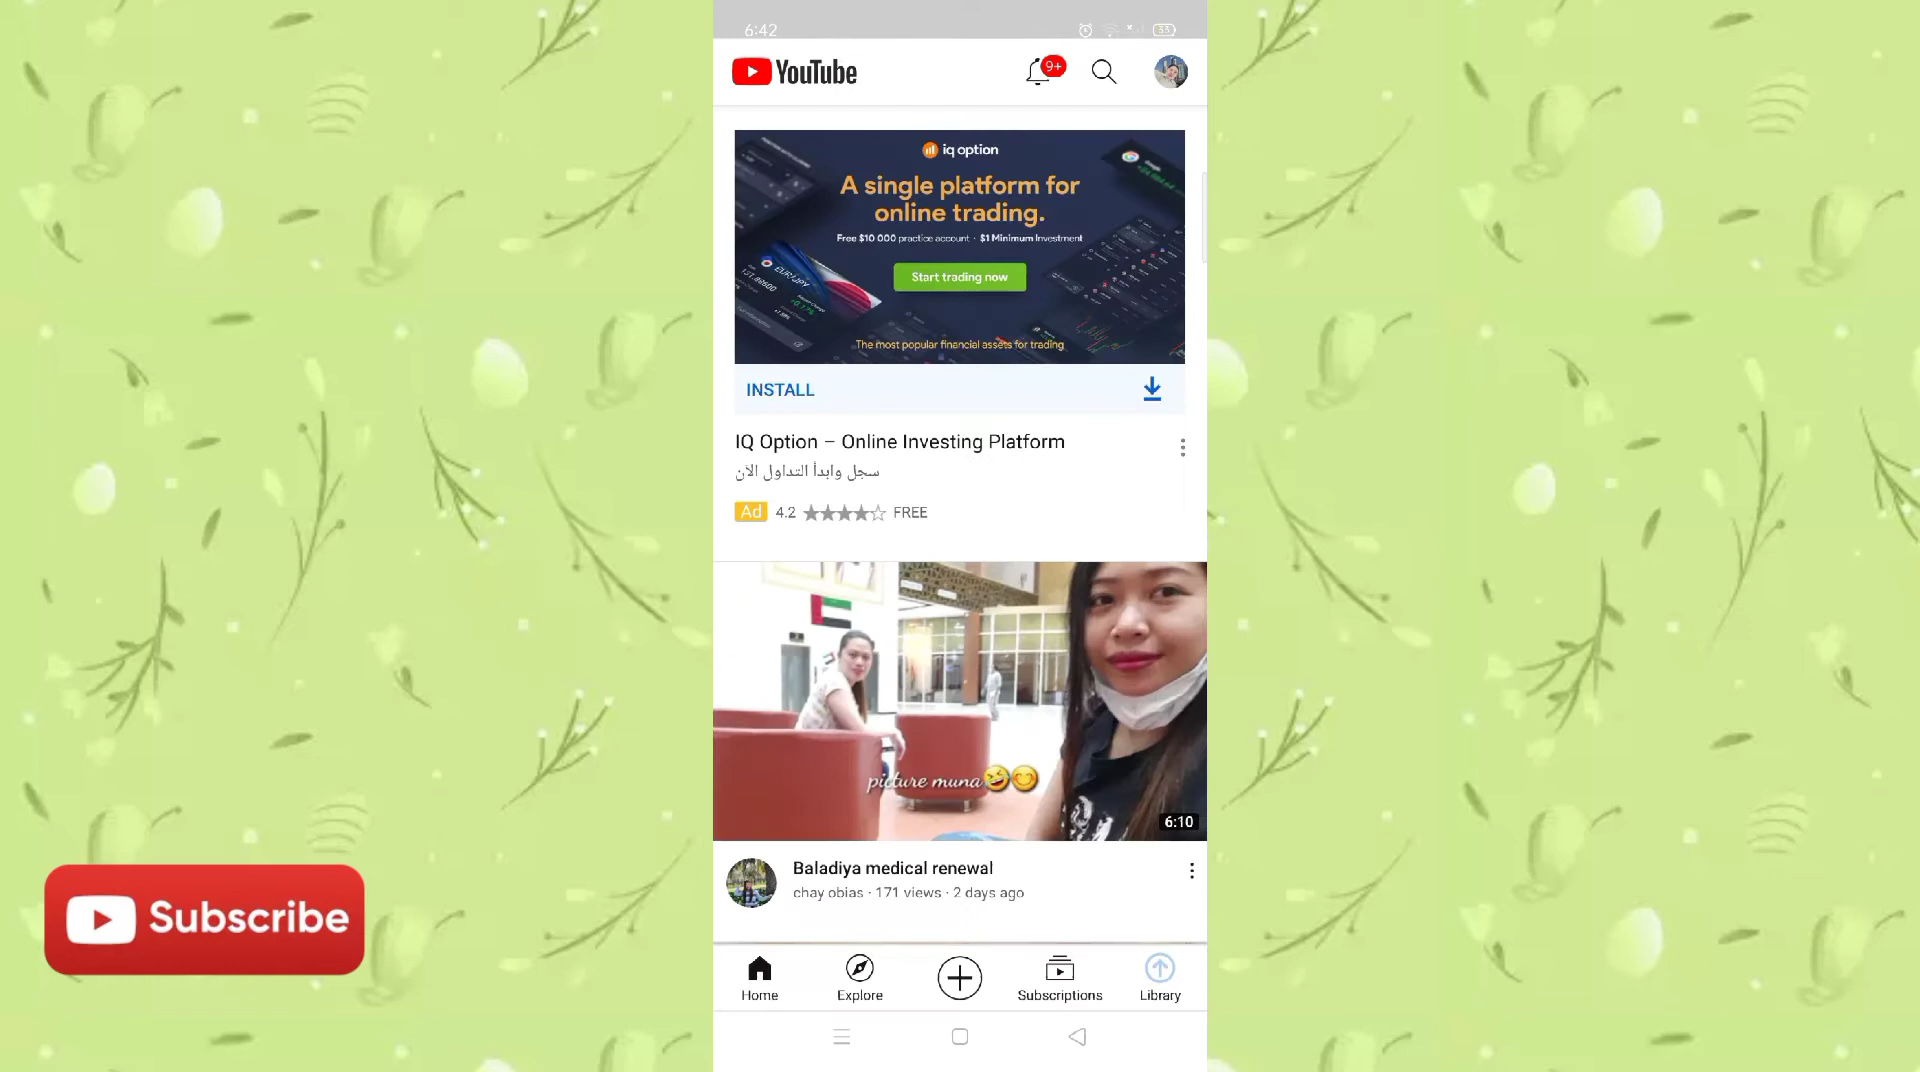 6:42
33
YouTube
9+
iq option
A single platform for
online trading.
Free $10 000 practice account · $1 Minimum Investment
EUR/JPY
Start trading now
The most popular financial assets for trading
INSTALL
IQ Option – Online Investing Platform
سجل وابدأ التداول الآن
Ad 4.2 FREE
picture muna
6:10
Baladiya medical renewal
chay obias · 171 views · 2 days ago
Subscribe
Home
Explore
Subscriptions
Library